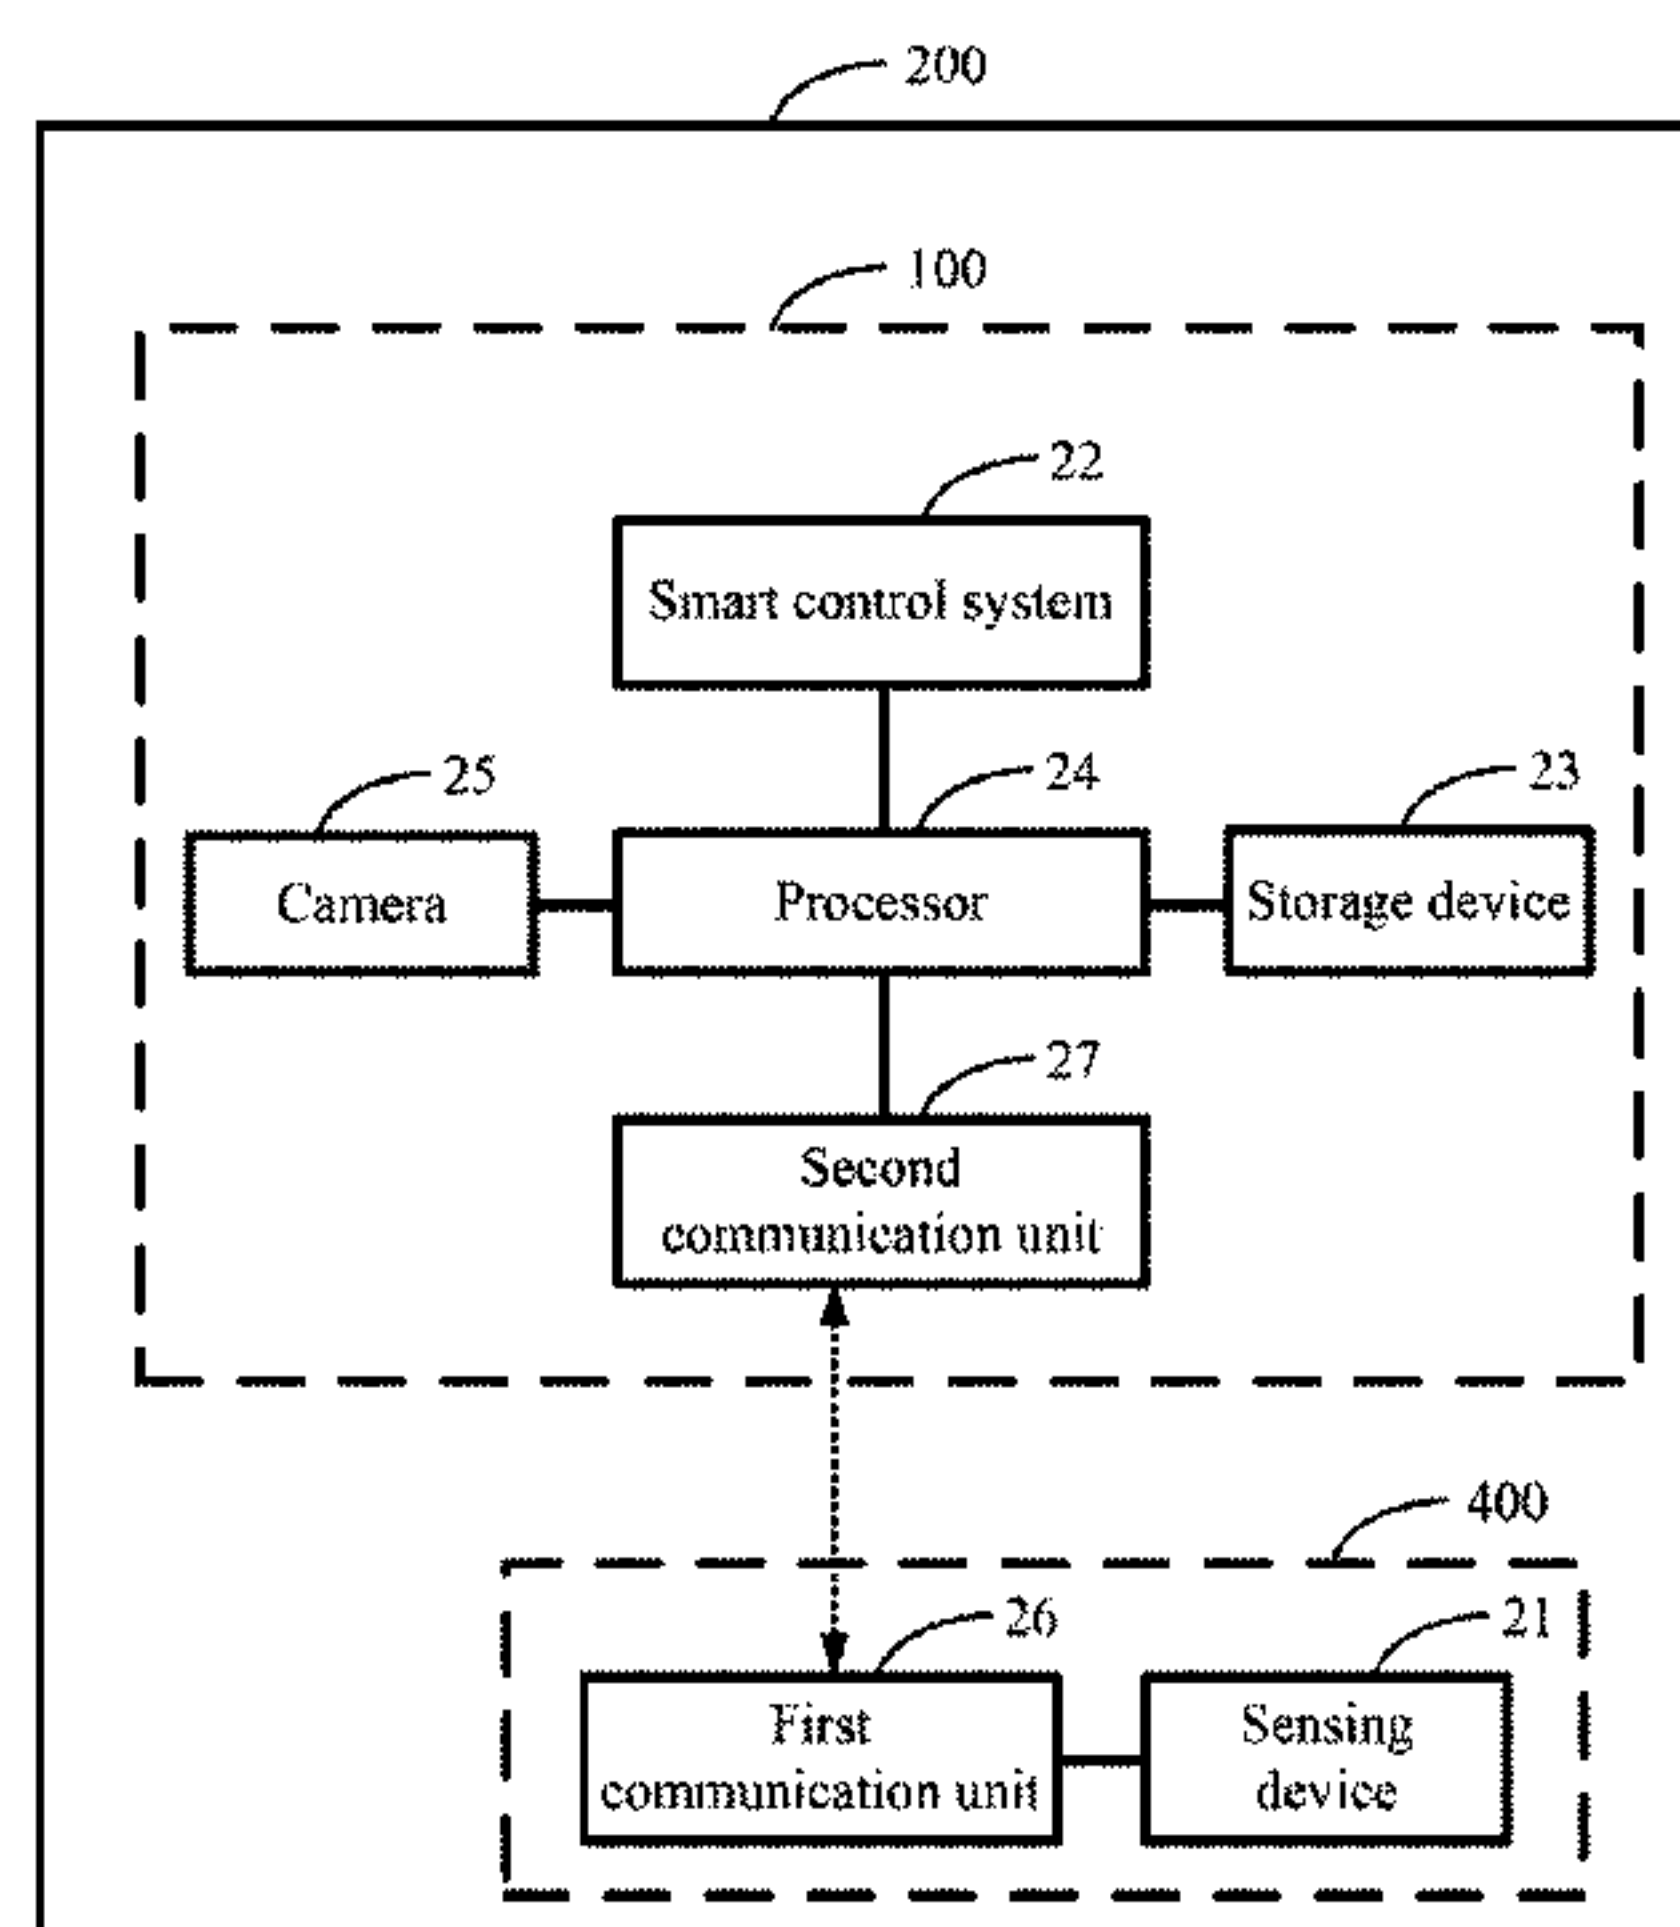 200
100
22
Smart control system
25
24
23
Camera
Processor
Storage device
27
Second
communication unit
400
26
21
First
communication unit
Sensing
device